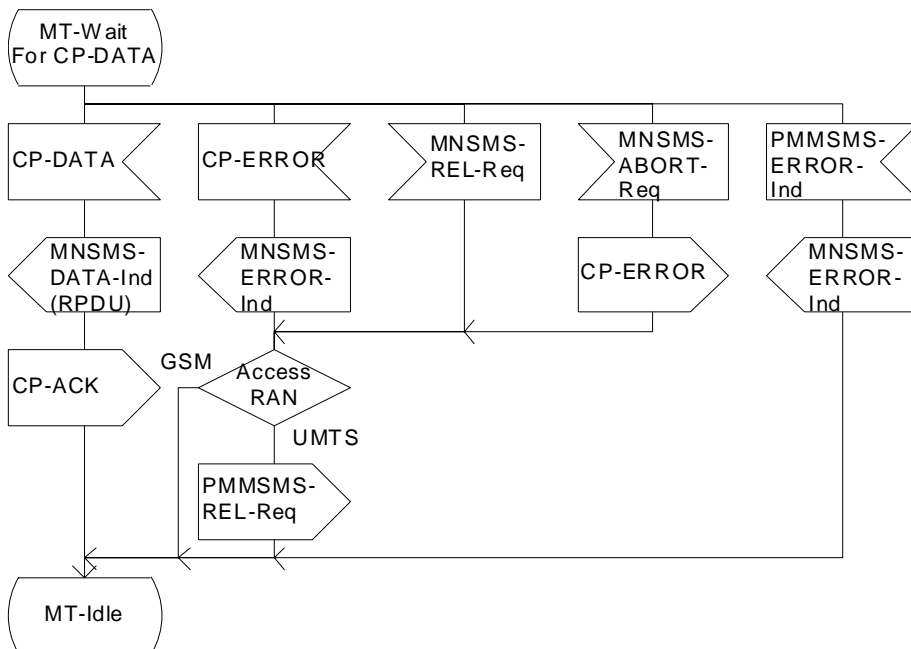 MT-Wait
For CP-DATA
CP-DATA
CP-ERROR
MNSMS-
REL-Req
MNSMS-
ABORT-
Req
PMMSMS-
ERROR-
Ind
MNSMS-
DATA-Ind
(RPDU)
MNSMS-
ERROR-
Ind
CP-ERROR
MNSMS-
ERROR-
Ind
CP-ACK
GSM
Access
RAN
UMTS
PMMSMS-
REL-Req
MT-Idle